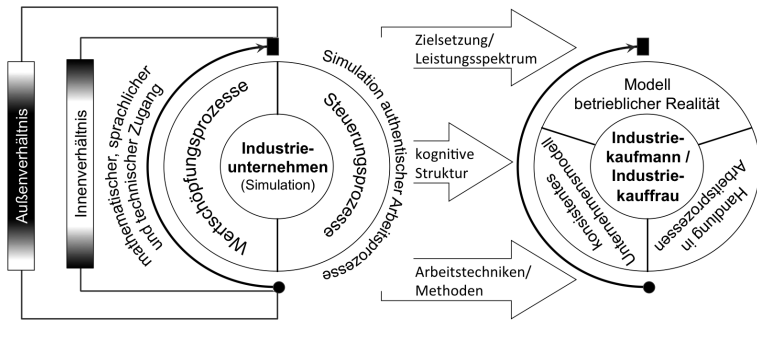 Außenverhältnis
Innenverhältnis
mathematischer, sprachlicher
und technischer Zugang
Wertschöpfungsprozesse
Industrie-
unternehmen
(Simulation)
Steuerungsprozesse
Simulation authentischer Arbeitsprozesse
Zielsetzung/
Leistungsspektrum
kognitive
Struktur
Arbeitstechniken/
Methoden
Modell
betrieblicher Realität
Industrie-
kaufmann /
Industrie-
kauffrau
Konsistentes
Unternehmensmodell
Handlung in
Arbeitsprozessen